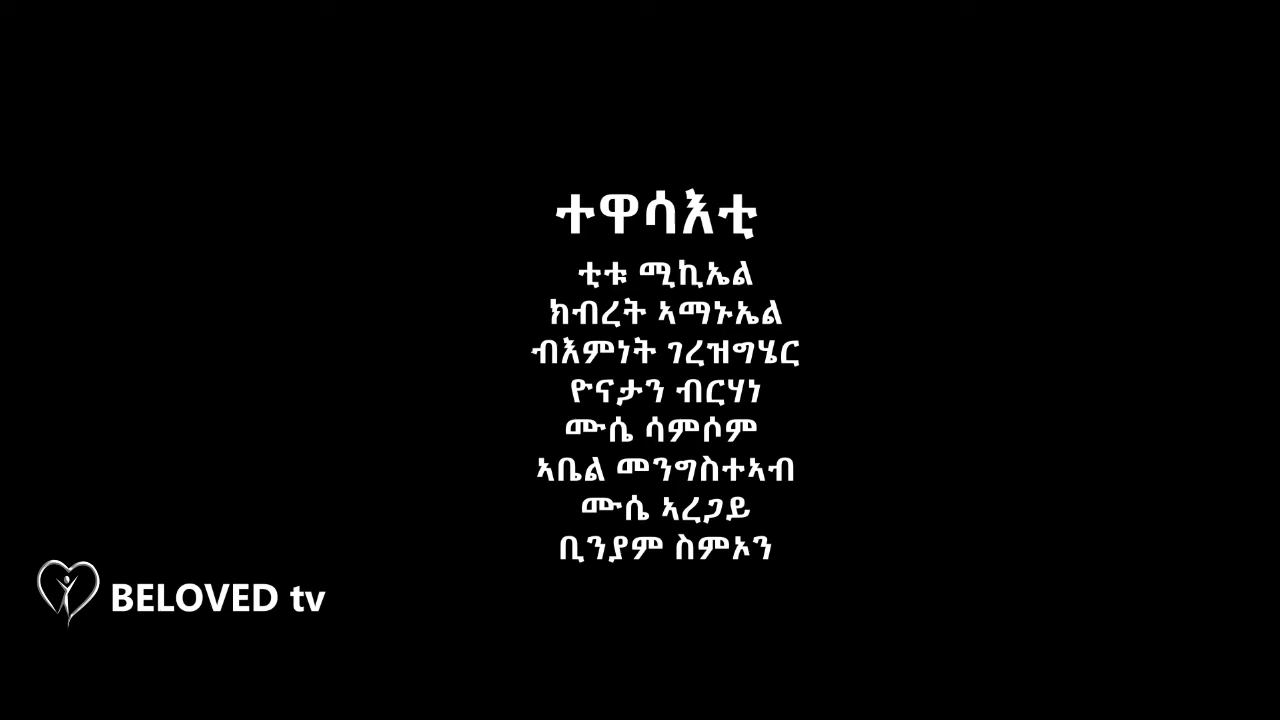 ተዋሳእቲ
ቲቱ ሚኪኤል
ክብረት ኣማኑኤል
ብእምነት ገረዝግሄር
ዮናታን ብርሃነ
ሙሴ ሳምሶም
ኣቤል መንግስተኣብ
ሙሴ ኣረጋይ
ቢንያም ስምኦን
BELOVED tv